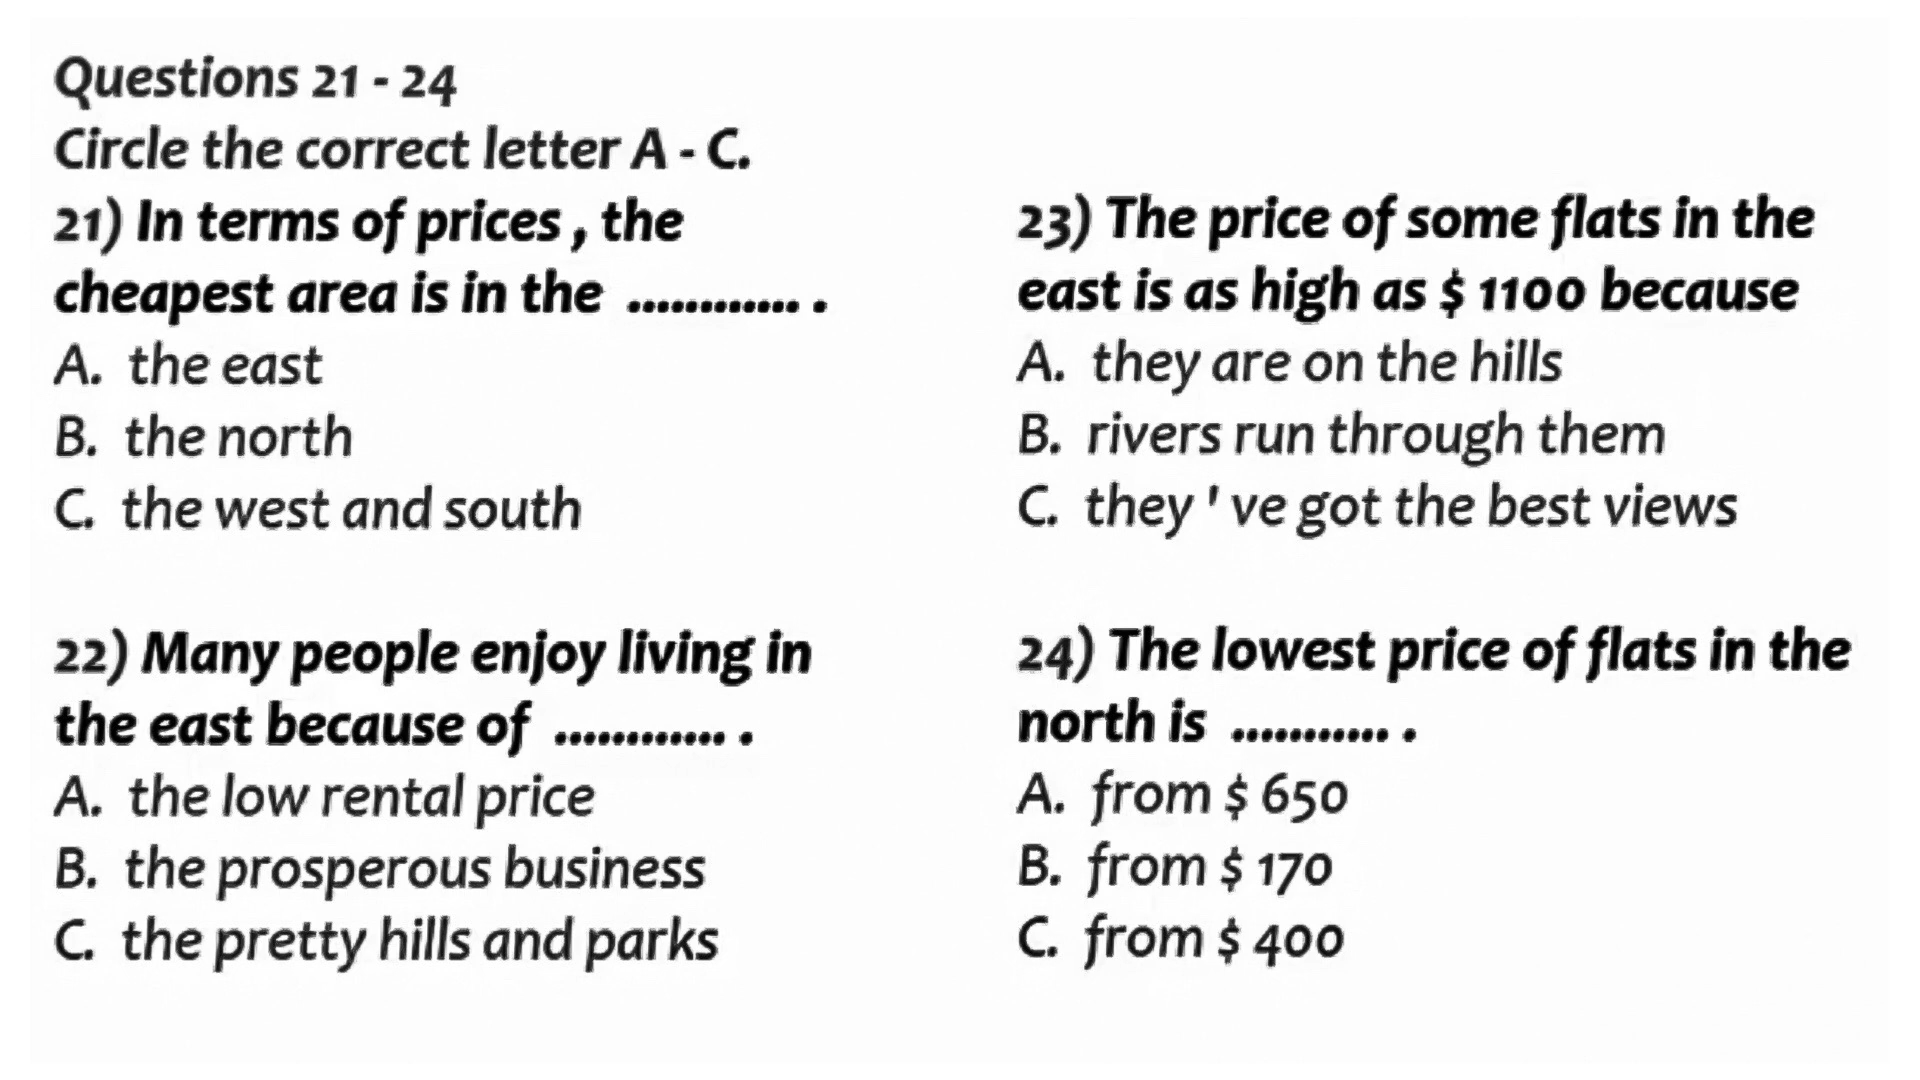 Questions 21 - 24
Circle the correct letter A - C.
21) In terms of prices , the
cheapest area is in the ............ .
A. the east
B. the north
C. the west and south
22) Many people enjoy living in
the east because of ............ .
A. the low rental price
B. the prosperous business
C. the pretty hills and parks
23) The price of some flats in the
east is as high as $ 1100 because
A. they are on the hills
B. rivers run through them
C. they ' ve got the best views
24) The lowest price of flats in the
north is ........... .
A. from $ 650
B. from $ 170
C. from $ 400